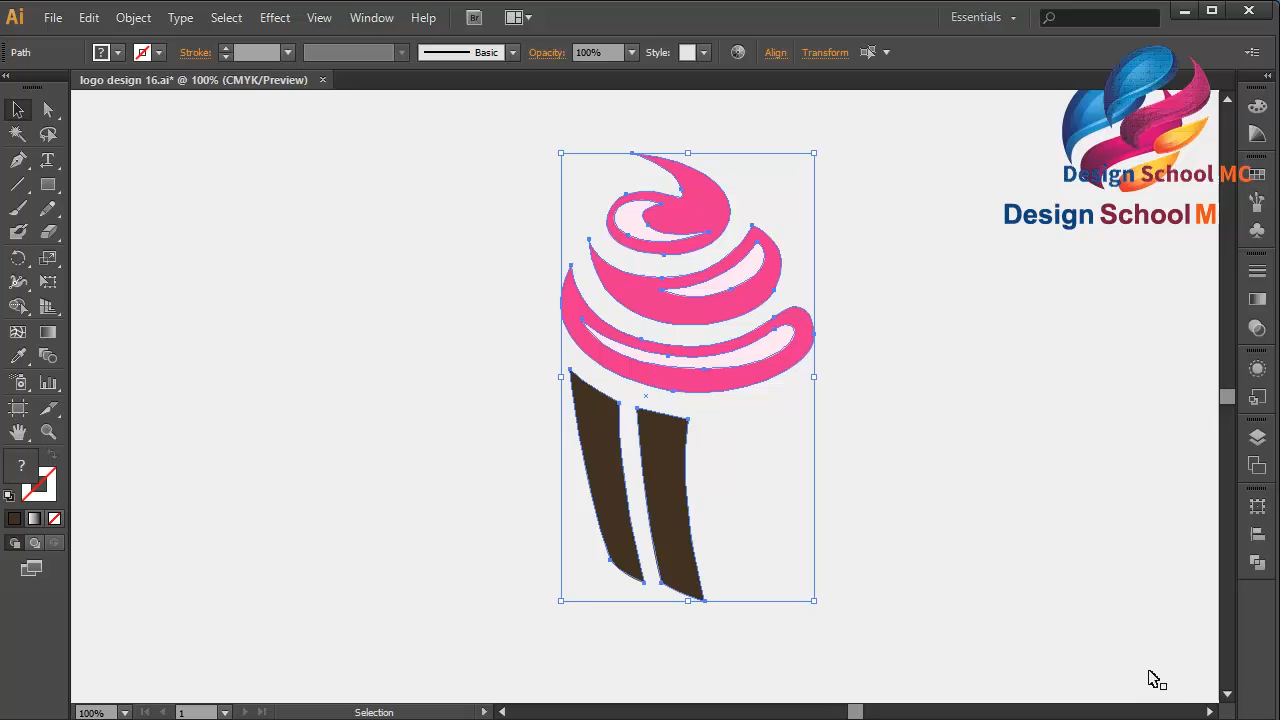 Ai File Edit Object Type Select Effect View Window Help Br Essentials
Path ? Stroke: Basic Opacity: 100% Style: Align Transform
logo design 16.ai* @ 100% (CMYK/Preview) ×
Design School MC
Design School M
?
100% 1 Selection